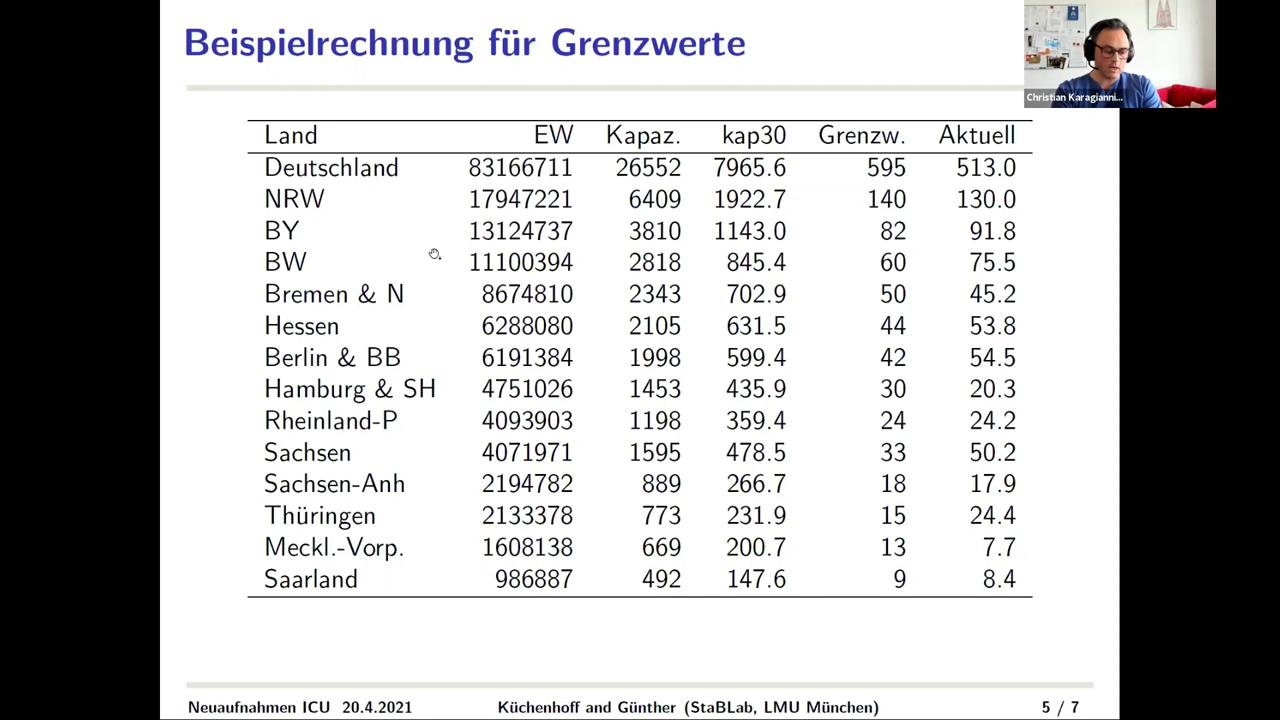 Beispielrechnung für Grenzwerte
Christian Karagianni...
Land EW Kapaz. kap30 Grenzw. Aktuell
Deutschland 83166711 26552 7965.6 595 513.0
NRW 17947221 6409 1922.7 140 130.0
BY 13124737 3810 1143.0 82 91.8
BW 11100394 2818 845.4 60 75.5
Bremen & N 8674810 2343 702.9 50 45.2
Hessen 6288080 2105 631.5 44 53.8
Berlin & BB 6191384 1998 599.4 42 54.5
Hamburg & SH 4751026 1453 435.9 30 20.3
Rheinland-P 4093903 1198 359.4 24 24.2
Sachsen 4071971 1595 478.5 33 50.2
Sachsen-Anh 2194782 889 266.7 18 17.9
Thüringen 2133378 773 231.9 15 24.4
Meckl.-Vorp. 1608138 669 200.7 13 7.7
Saarland 986887 492 147.6 9 8.4
Neuaufnahmen ICU 20.4.2021 Küchenhoff and Günther (StaBLab, LMU München) 5 / 7